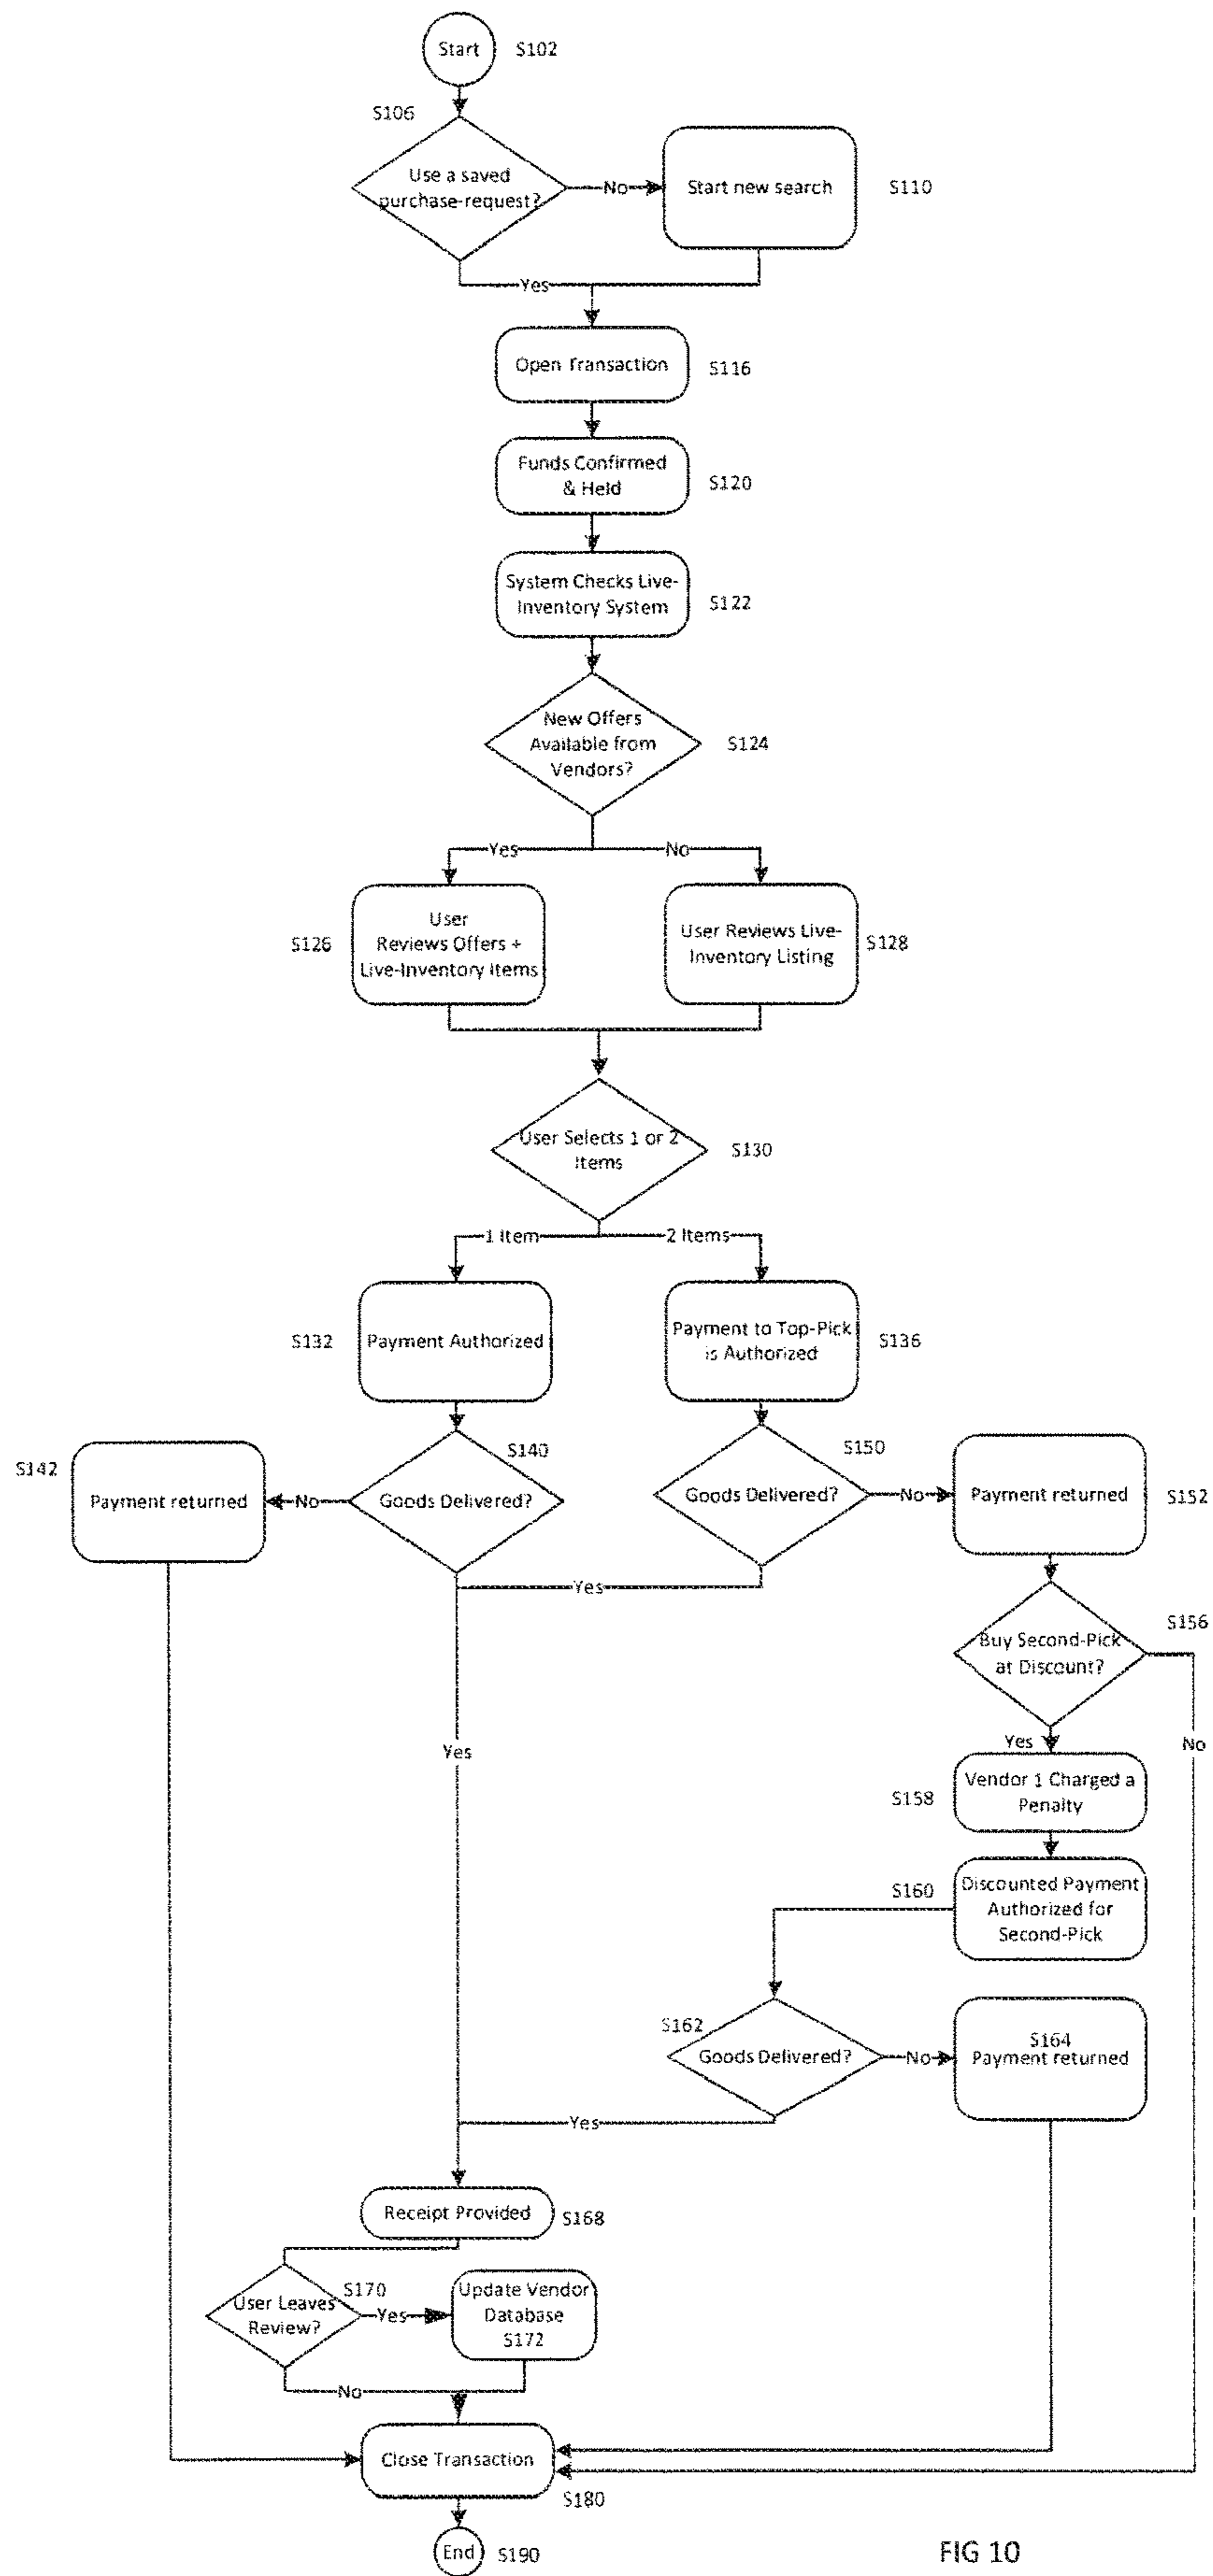 Start
S102
S106
Use a saved
purchase-request?
No
Start new search
S110
Yes
Open Transaction
S116
Funds Confirmed
& Held
S120
System Checks Live-
Inventory System
S122
New Offers
Available from
Vendors?
S124
Yes
No
S126
User
Reviews Offers +
Live-Inventory Items
User Reviews Live-
Inventory Listing
S128
User Selects 1 or 2
Items
S130
1 Item
2 Items
S132
Payment Authorized
Payment to Top-Pick
is Authorized
S136
S142
Payment returned
No
S140
Goods Delivered?
S150
Goods Delivered?
No
Payment returned
S152
Yes
S156
Buy Second-Pick
at Discount?
Yes
Yes
No
S158
Vendor 1 Charged a
Penalty
S160
Discounted Payment
Authorized for
Second-Pick
S162
Goods Delivered?
No
S164
Payment returned
Yes
Receipt Provided
S168
S170
User Leaves
Review?
Yes
Update Vendor
Database
S172
No
Close Transaction
S180
End
S190
FIG 10